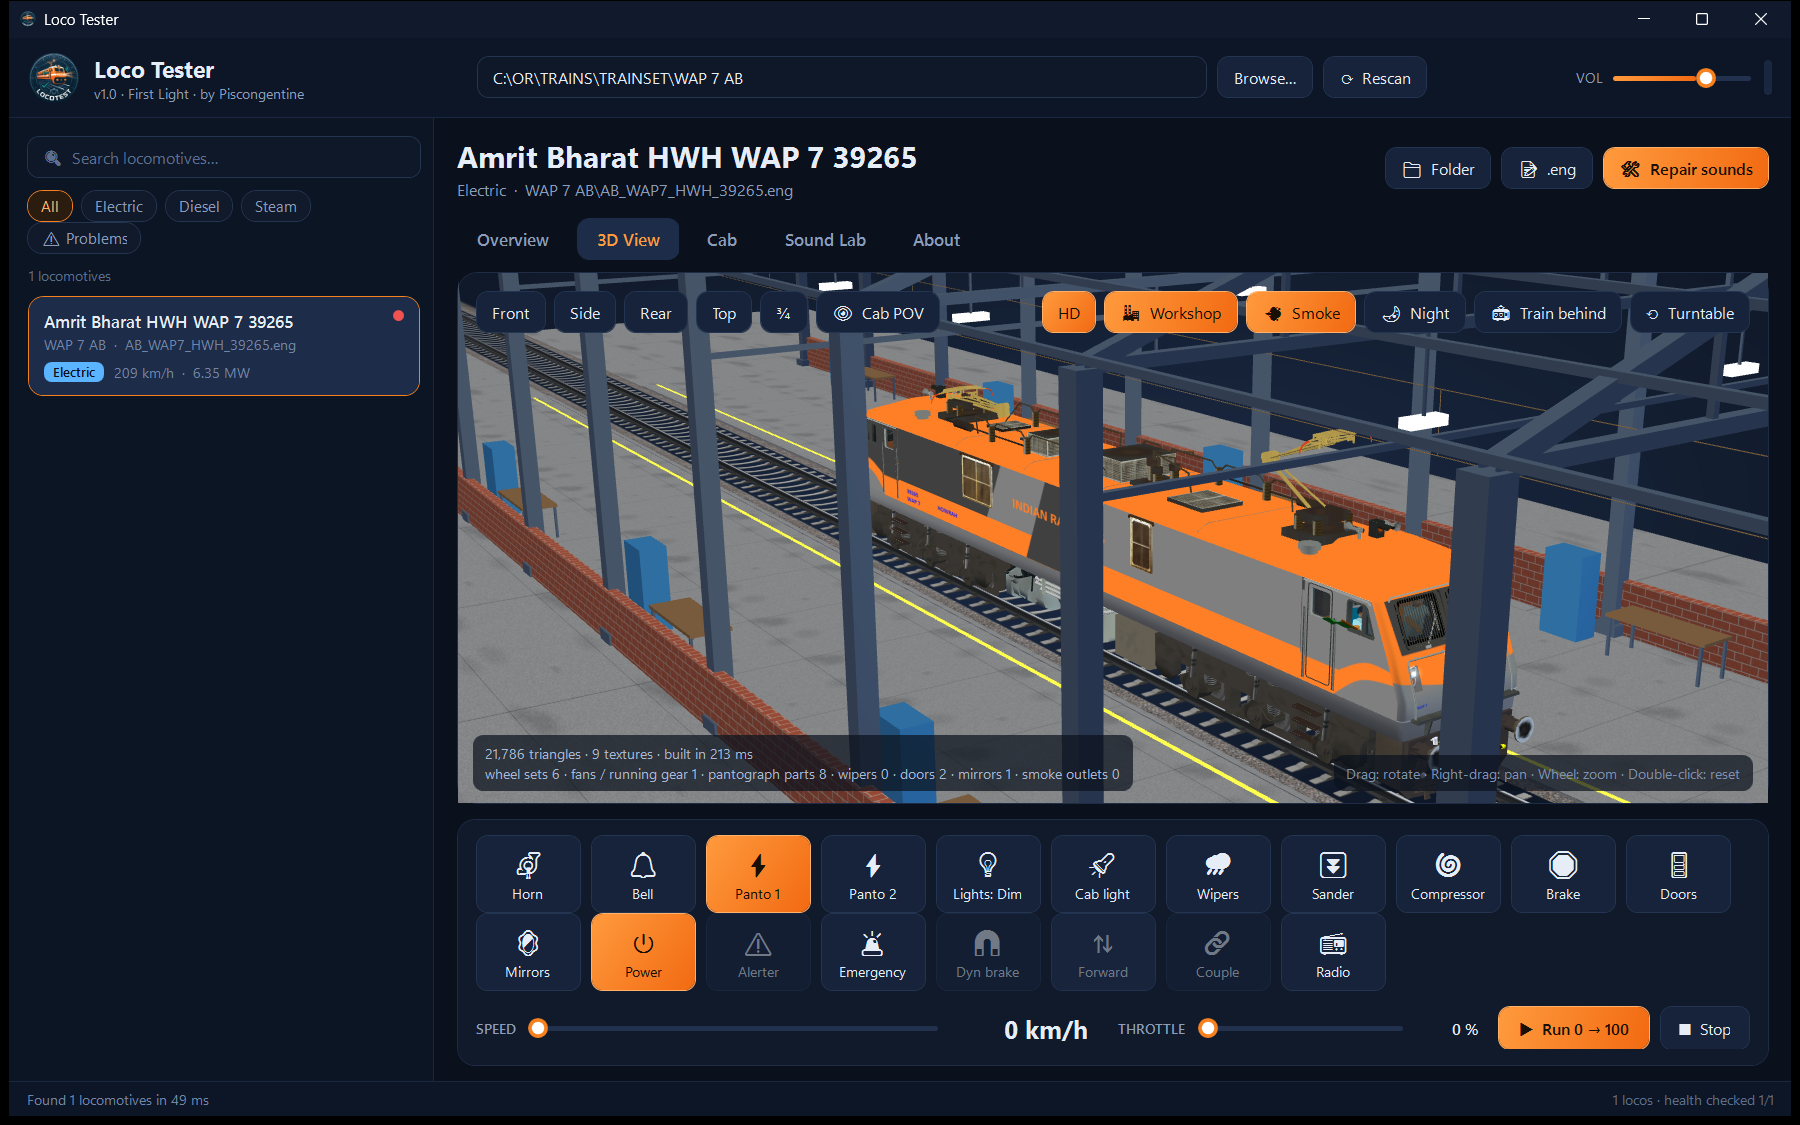 Loco Tester
LOCOTEST
Loco Tester
v1.0 · First Light · by Piscongentine
C:\OR\TRAINS\TRAINSET\WAP 7 AB
Browse...
Rescan
VOL
Search locomotives...
All
Electric
Diesel
Steam
Problems
1 locomotives
Amrit Bharat HWH WAP 7 39265
WAP 7 AB · AB_WAP7_HWH_39265.eng
Electric
209 km/h · 6.35 MW
Amrit Bharat HWH WAP 7 39265
Electric · WAP 7 AB\AB_WAP7_HWH_39265.eng
Folder
.eng
Repair sounds
Overview
3D View
Cab
Sound Lab
About
Front
Side
Rear
Top
¾
Cab POV
HD
Workshop
Smoke
Night
Train behind
Turntable
INDIAN RA
21,786 triangles · 9 textures · built in 213 ms
wheel sets 6 · fans / running gear 1 · pantograph parts 8 · wipers 0 · doors 2 · mirrors 1 · smoke outlets 0
Drag: rotate · Right-drag: pan · Wheel: zoom · Double-click: reset
Horn
Bell
Panto 1
Panto 2
Lights: Dim
Cab light
Wipers
Sander
Compressor
Brake
Doors
Mirrors
Power
Alerter
Emergency
Dyn brake
Forward
Couple
Radio
SPEED
0 km/h
THROTTLE
0 %
Run 0 → 100
Stop
Found 1 locomotives in 49 ms
1 locos · health checked 1/1